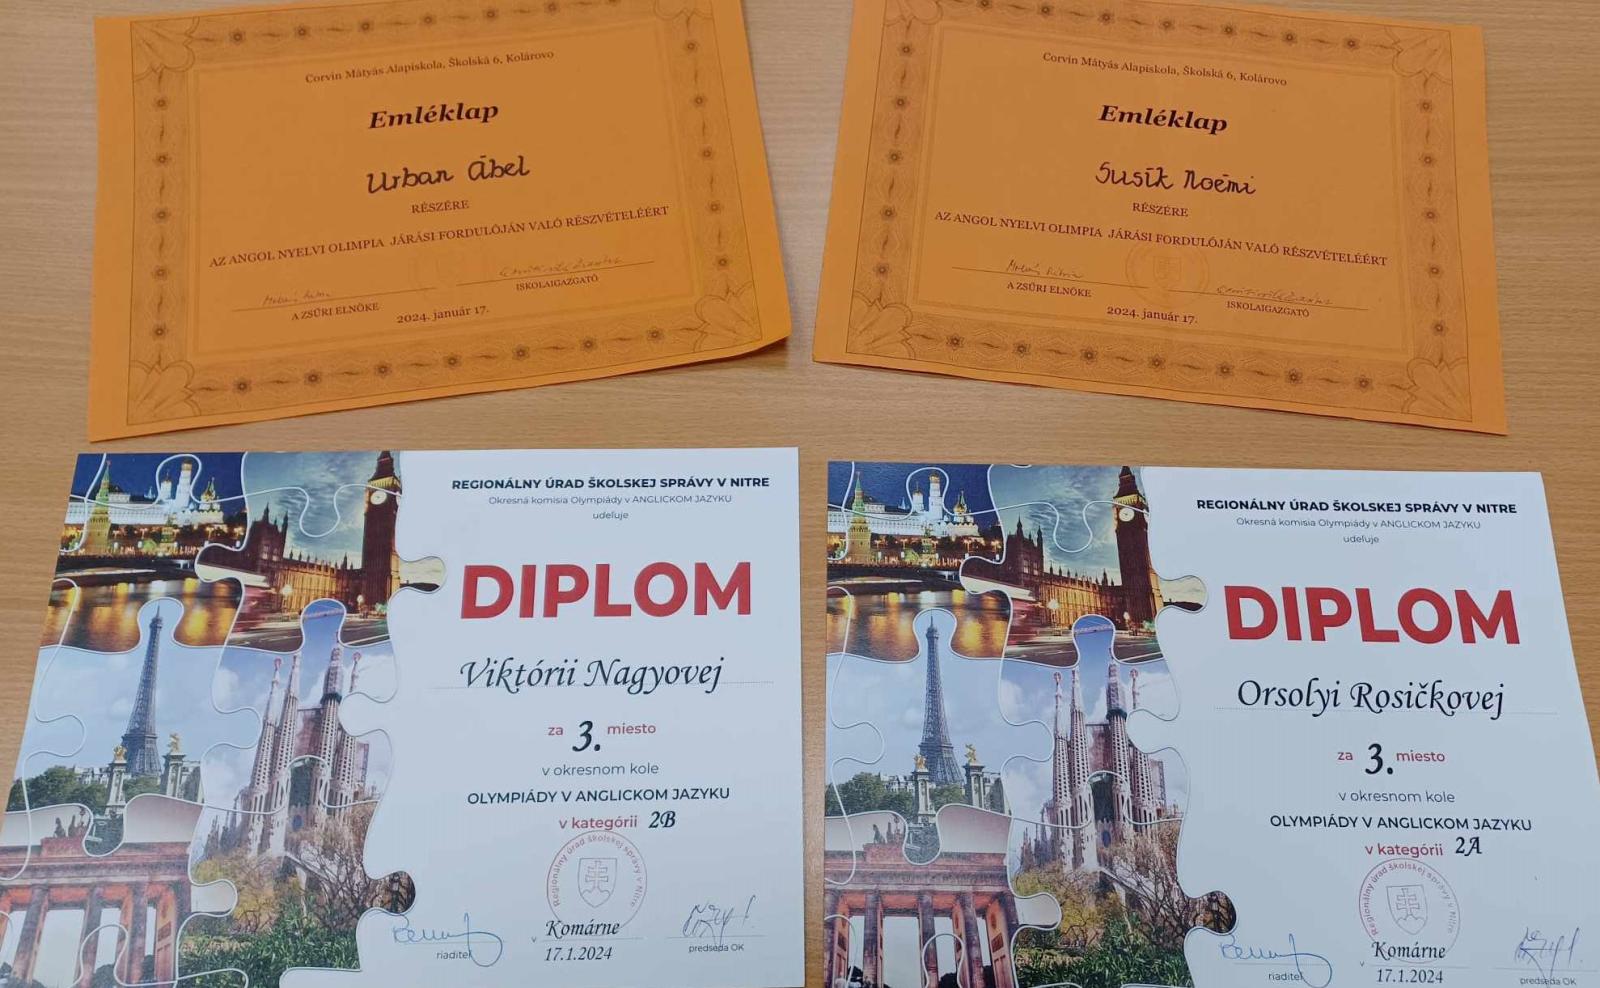 Corvin Mátyás Alapiskola, Školská 6, Kolárovo
Emléklap
Urban Ábel
RÉSZÉRE
AZ ANGOL NYELVI OLIMPIA JÁRÁSI FORDULÓJÁN VALÓ RÉSZVÉTELÉÉRT
A ZSŰRI ELNÖKE
ISKOLAIGAZGATÓ
2024. január 17.
Corvin Mátyás Alapiskola, Školská 6, Kolárovo
Emléklap
Susík Noémi
RÉSZÉRE
AZ ANGOL NYELVI OLIMPIA JÁRÁSI FORDULÓJÁN VALÓ RÉSZVÉTELÉÉRT
A ZSŰRI ELNÖKE
ISKOLAIGAZGATÓ
2024. január 17.
REGIONÁLNY ÚRAD ŠKOLSKEJ SPRÁVY V NITRE
Okresná komisia Olympiády v ANGLICKOM JAZYKU
udeľuje
DIPLOM
Viktórii Nagyovej
za 3. miesto
v okresnom kole
OLYMPIÁDY V ANGLICKOM JAZYKU
v kategórii 2B
Regionálny úrad školskej správy v Nitre
v Komárne
riaditeľ
17.1.2024
predseda OK
REGIONÁLNY ÚRAD ŠKOLSKEJ SPRÁVY V NITRE
Okresná komisia Olympiády v ANGLICKOM JAZYKU
udeľuje
DIPLOM
Orsolyi Rosičkovej
za 3. miesto
v okresnom kole
OLYMPIÁDY V ANGLICKOM JAZYKU
v kategórii 2A
Regionálny úrad školskej správy v Nitre
v Komárne
riaditeľ
17.1.2024
predseda OK